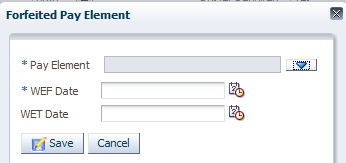 Forfeited Pay Element
* Pay Element
* WEF Date
WET Date
Save Cancel